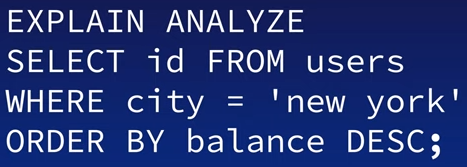 EXPLAIN ANALYZE
SELECT id FROM users
WHERE city = 'new york'
ORDER BY balance DESC;